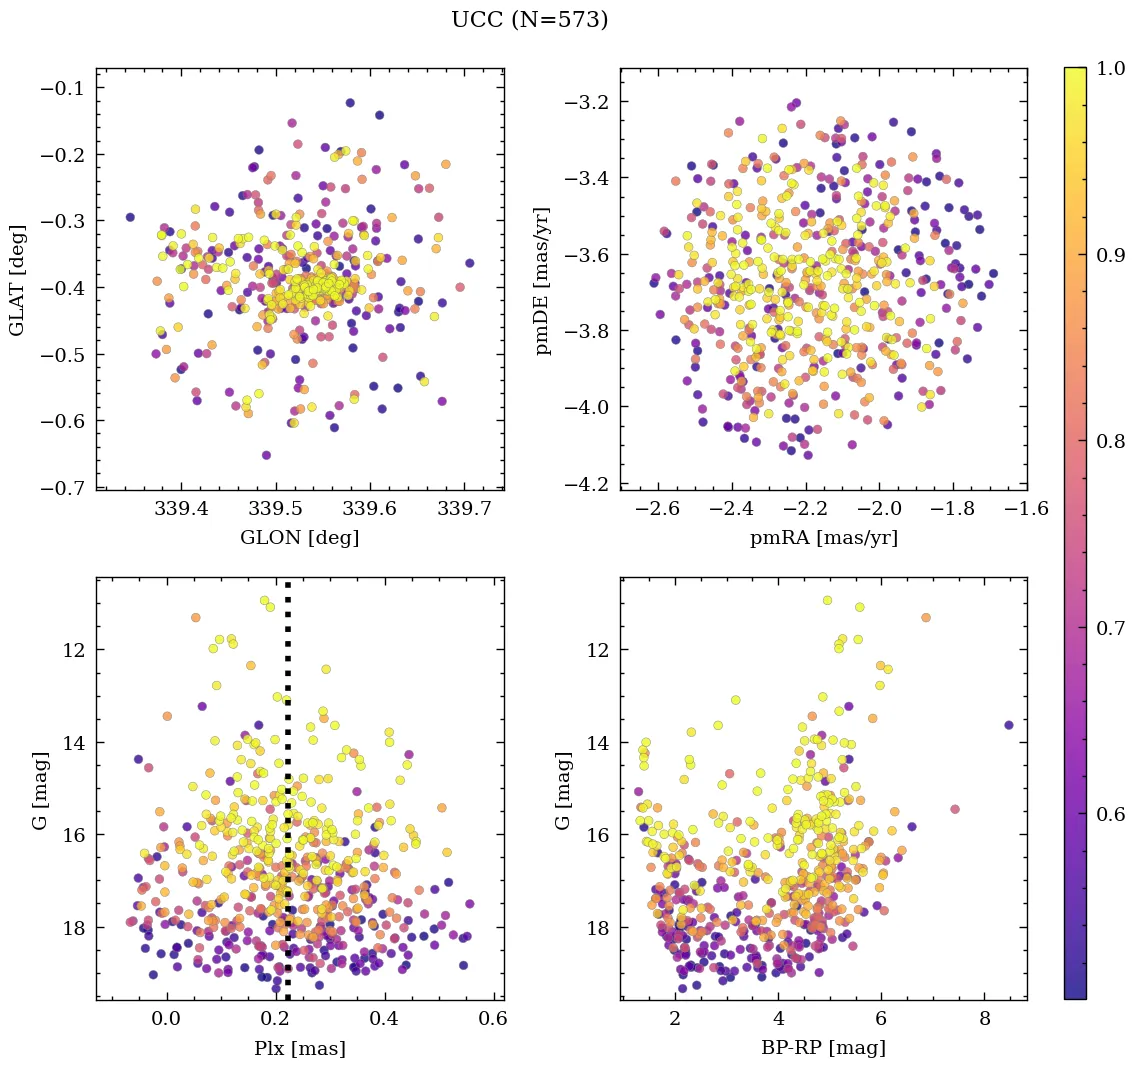 UCC (N=573)
−0.1
−0.2
−0.3
−0.4
−0.5
−0.6
−0.7
GLAT [deg]
339.4 339.5 339.6 339.7
GLON [deg]
−3.2
−3.4
−3.6
−3.8
−4.0
−4.2
pmDE [mas/yr]
−2.6 −2.4 −2.2 −2.0 −1.8 −1.6
pmRA [mas/yr]
12
14
16
18
G [mag]
0.0 0.2 0.4 0.6
Plx [mas]
12
14
16
18
G [mag]
2 4 6 8
BP-RP [mag]
1.0
0.9
0.8
0.7
0.6